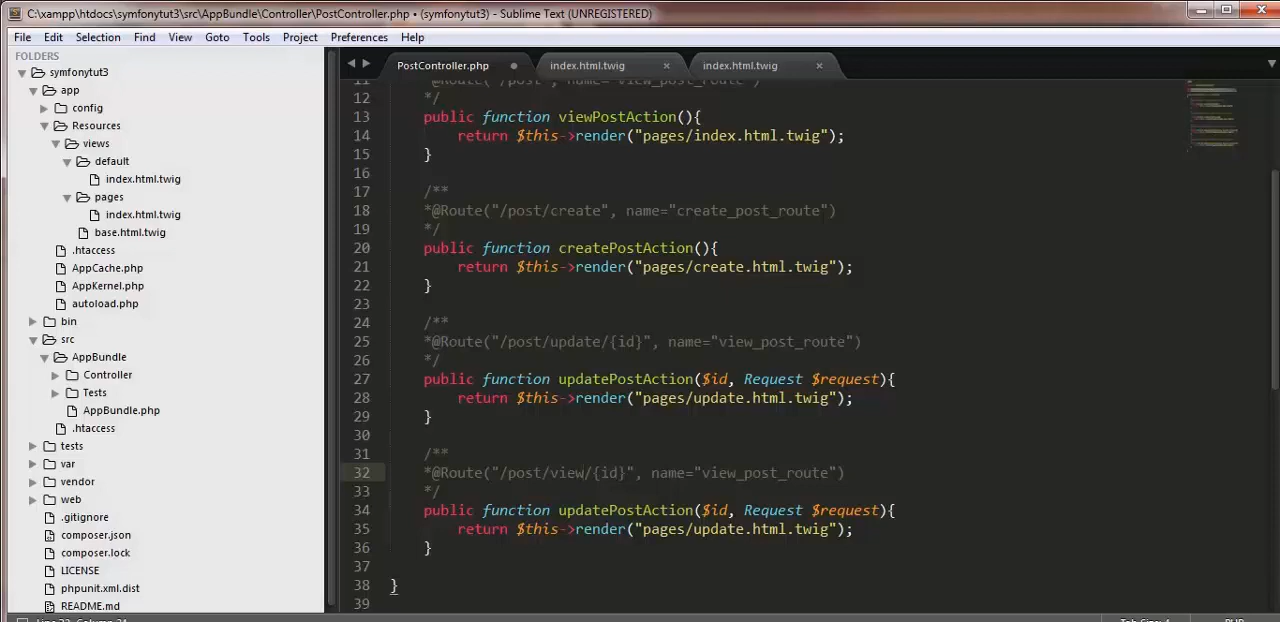 C:\xampp\htdocs\symfonytut3\src\AppBundle\Controller\PostController.php • (symfonytut3) - Sublime Text (UNREGISTERED)
File Edit Selection Find View Goto Tools Project Preferences Help
FOLDERS
symfonytut3
app
config
Resources
views
default
index.html.twig
pages
index.html.twig
base.html.twig
.htaccess
AppCache.php
AppKernel.php
autoload.php
bin
src
AppBundle
Controller
Tests
AppBundle.php
.htaccess
tests
var
vendor
web
.gitignore
composer.json
composer.lock
LICENSE
phpunit.xml.dist
README.md
PostController.php index.html.twig index.html.twig
11 *@Route("/post", name="view_post_route")
12 */
13 public function viewPostAction(){
14 return $this->render("pages/index.html.twig");
15 }
16
17 /**
18 *@Route("/post/create", name="create_post_route")
19 */
20 public function createPostAction(){
21 return $this->render("pages/create.html.twig");
22 }
23
24 /**
25 *@Route("/post/update/{id}", name="view_post_route")
26 */
27 public function updatePostAction($id, Request $request){
28 return $this->render("pages/update.html.twig");
29 }
30
31 /**
32 *@Route("/post/view/{id}", name="view_post_route")
33 */
34 public function updatePostAction($id, Request $request){
35 return $this->render("pages/update.html.twig");
36 }
37
38 }
39